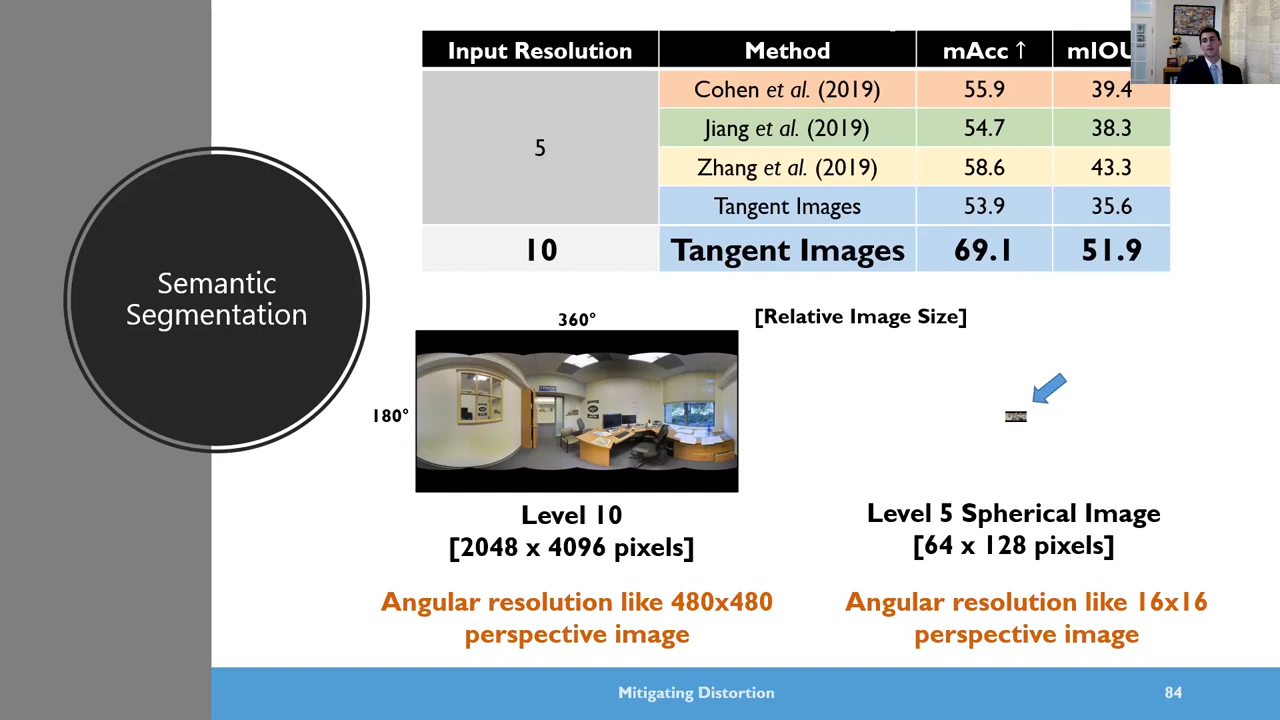 Input Resolution Method mAcc ↑ mIOU
5
Cohen et al. (2019) 55.9 39.4
Jiang et al. (2019) 54.7 38.3
Zhang et al. (2019) 58.6 43.3
Tangent Images 53.9 35.6
10 Tangent Images 69.1 51.9
Semantic
Segmentation
360°
[Relative Image Size]
180°
Level 10
[2048 x 4096 pixels]
Level 5 Spherical Image
[64 x 128 pixels]
Angular resolution like 480x480
perspective image
Angular resolution like 16x16
perspective image
Mitigating Distortion
84